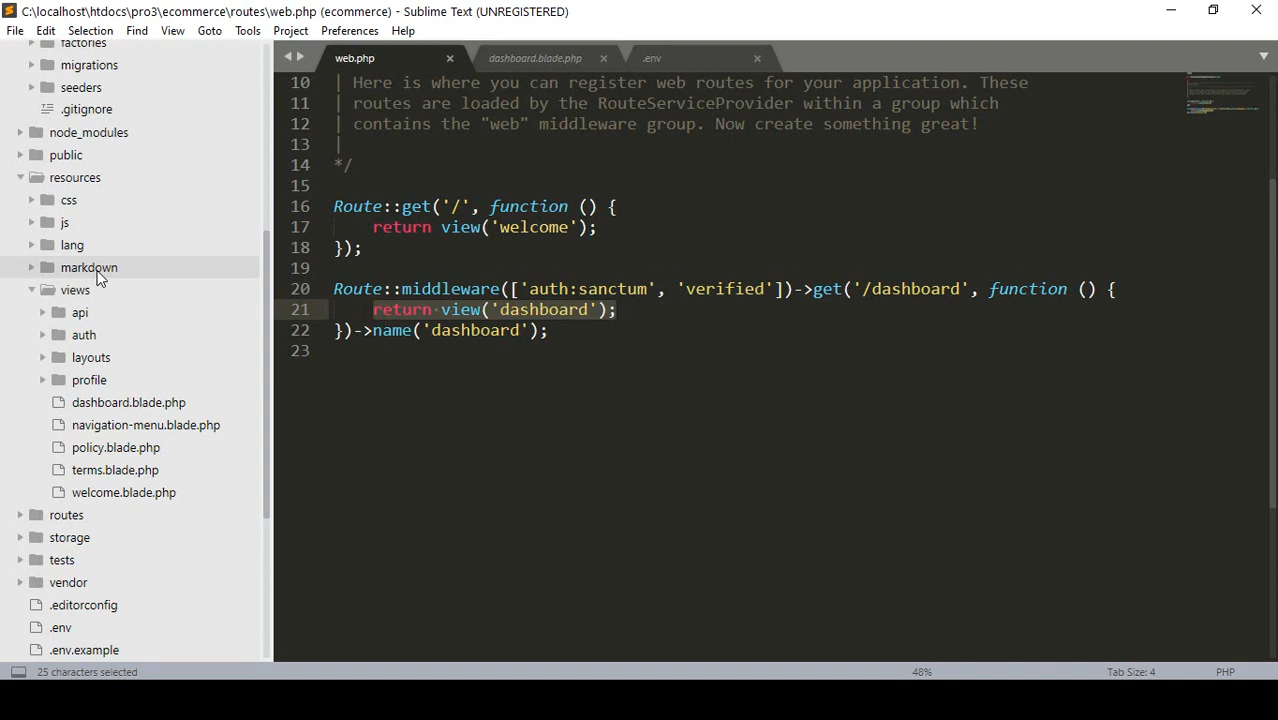 C:\localhost\htdocs\pro3\ecommerce\routes\web.php (ecommerce) - Sublime Text (UNREGISTERED)
File Edit Selection Find View Goto Tools Project Preferences Help
factories
migrations
seeders
.gitignore
node_modules
public
resources
css
js
lang
markdown
views
api
auth
layouts
profile
dashboard.blade.php
navigation-menu.blade.php
policy.blade.php
terms.blade.php
welcome.blade.php
routes
storage
tests
vendor
.editorconfig
.env
.env.example
web.php dashboard.blade.php .env
10 | Here is where you can register web routes for your application. These
11 | routes are loaded by the RouteServiceProvider within a group which
12 | contains the "web" middleware group. Now create something great!
13 |
14 */
15
16 Route::get('/', function () {
17     return view('welcome');
18 });
19
20 Route::middleware(['auth:sanctum', 'verified'])->get('/dashboard', function () {
21     return view('dashboard');
22 })->name('dashboard');
23
25 characters selected 48% Tab Size: 4 PHP